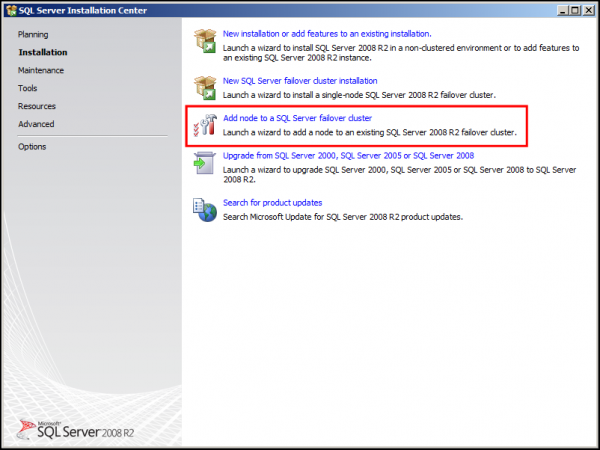 SQL Server Installation Center
Planning
Installation
Maintenance
Tools
Resources
Advanced
Options
New installation or add features to an existing installation.
Launch a wizard to install SQL Server 2008 R2 in a non-clustered environment or to add features to
an existing SQL Server 2008 R2 instance.
New SQL Server failover cluster installation
Launch a wizard to install a single-node SQL Server 2008 R2 failover cluster.
Add node to a SQL Server failover cluster
Launch a wizard to add a node to an existing SQL Server 2008 R2 failover cluster.
Upgrade from SQL Server 2000, SQL Server 2005 or SQL Server 2008
Launch a wizard to upgrade SQL Server 2000, SQL Server 2005 or SQL Server 2008 to SQL Server
2008 R2.
Search for product updates
Search Microsoft Update for SQL Server 2008 R2 product updates.
Microsoft
SQL Server 2008 R2